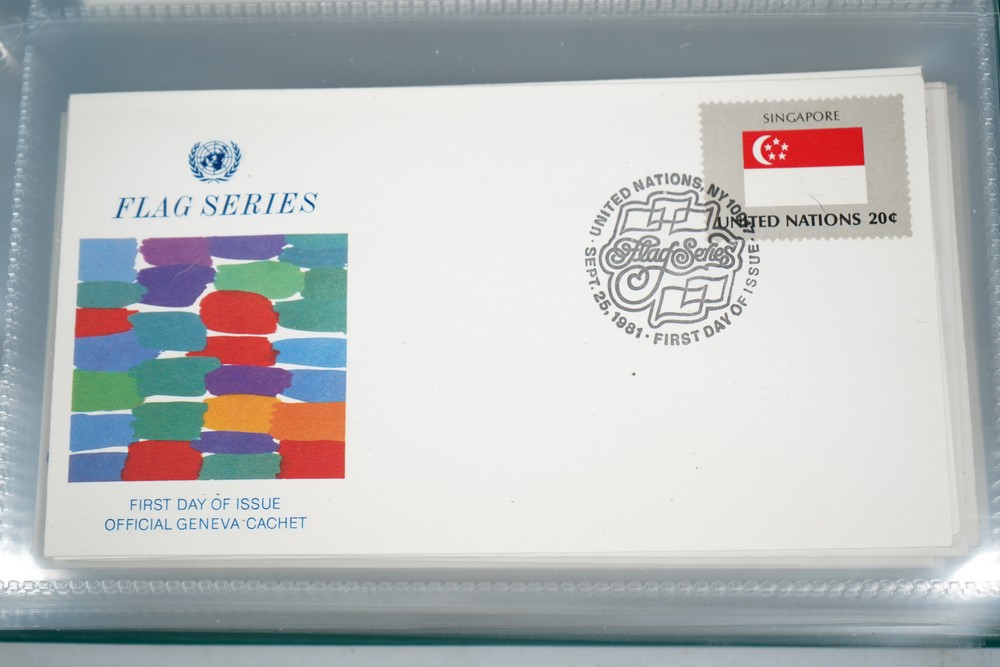 FLAG SERIES
FIRST DAY OF ISSUE
OFFICIAL GENEVA CACHET
SINGAPORE
UNITED NATIONS 20¢
UNITED NATIONS, NY 10017
Flag Series
SEPT. 25, 1981 · FIRST DAY OF ISSUE